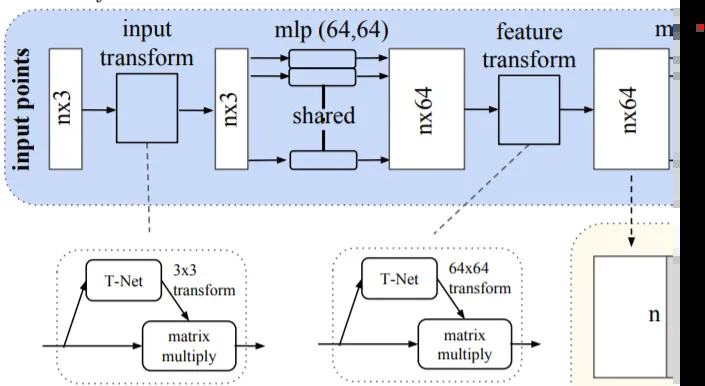 input transform
mlp (64,64)
feature transform
m
input points
nx3
nx3
shared
nx64
nx64
T-Net
3x3 transform
matrix multiply
T-Net
64x64 transform
matrix multiply
n